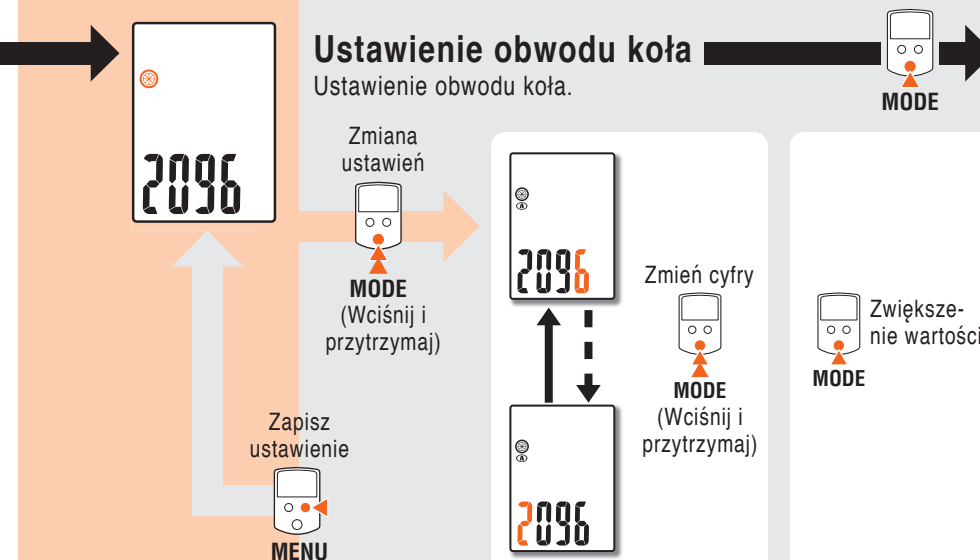 Ustawienie obwodu koła
Ustawienie obwodu koła.
MODE
2096
Zmiana
ustawień
MODE
(Wciśnij i
przytrzymaj)
A
2096
Zmień cyfry
MODE
(Wciśnij i
przytrzymaj)
Zwiększe-
nie wartości
MODE
Zapisz
ustawienie
MENU
A
2096